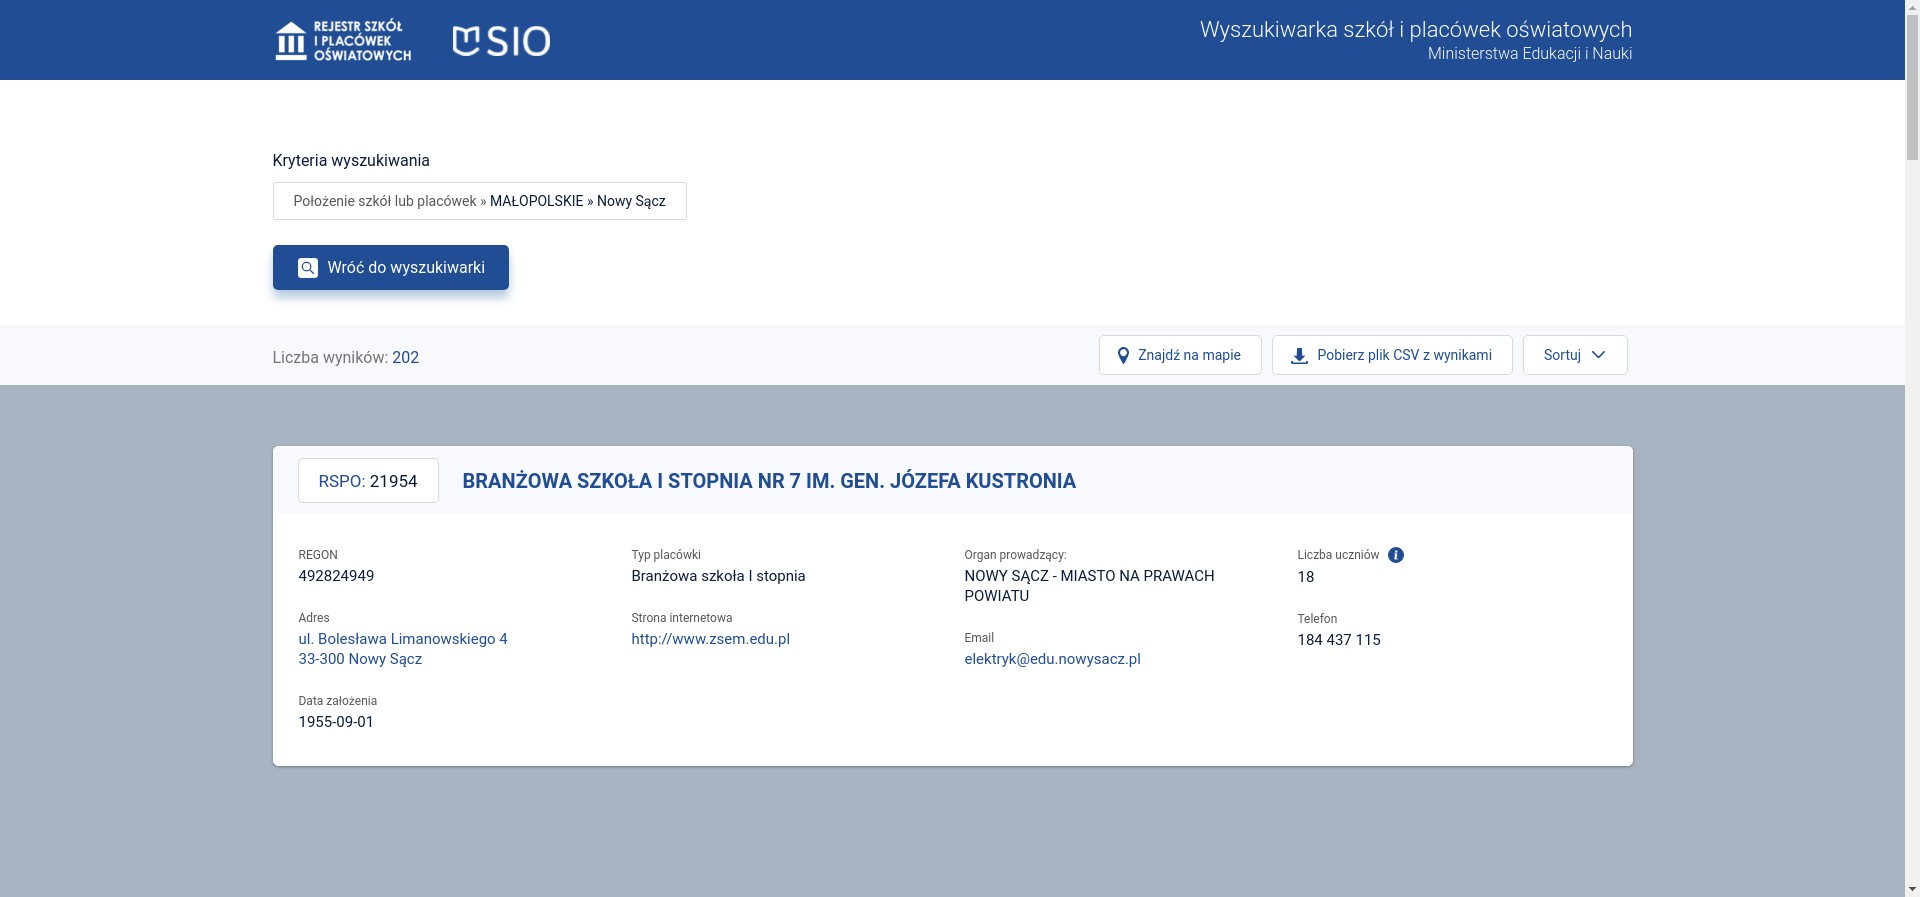 REJESTR SZKÓŁ
I PLACÓWEK
OŚWIATOWYCH
SIO
Wyszukiwarka szkół i placówek oświatowych
Ministerstwa Edukacji i Nauki
Kryteria wyszukiwania
Położenie szkół lub placówek » MAŁOPOLSKIE » Nowy Sącz
Wróć do wyszukiwarki
Liczba wyników: 202
Znajdź na mapie
Pobierz plik CSV z wynikami
Sortuj
RSPO: 21954
BRANŻOWA SZKOŁA I STOPNIA NR 7 IM. GEN. JÓZEFA KUSTRONIA
REGON
492824949
Adres
ul. Bolesława Limanowskiego 4
33-300 Nowy Sącz
Data założenia
1955-09-01
Typ placówki
Branżowa szkoła I stopnia
Strona internetowa
http://www.zsem.edu.pl
Organ prowadzący:
NOWY SĄCZ - MIASTO NA PRAWACH
POWIATU
Email
elektryk@edu.nowysacz.pl
Liczba uczniów
18
Telefon
184 437 115